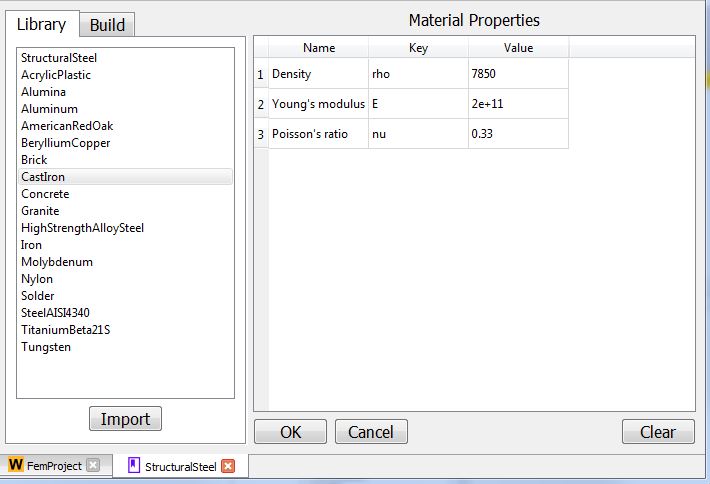 Library
Build
StructuralSteel
AcrylicPlastic
Alumina
Aluminum
AmericanRedOak
BerylliumCopper
Brick
CastIron
Concrete
Granite
HighStrengthAlloySteel
Iron
Molybdenum
Nylon
Solder
SteelAISI4340
TitaniumBeta21S
Tungsten
Import
Material Properties
Name Key Value
1 Density rho 7850
2 Young's modulus E 2e+11
3 Poisson's ratio nu 0.33
OK
Cancel
Clear
W FemProject
StructuralSteel